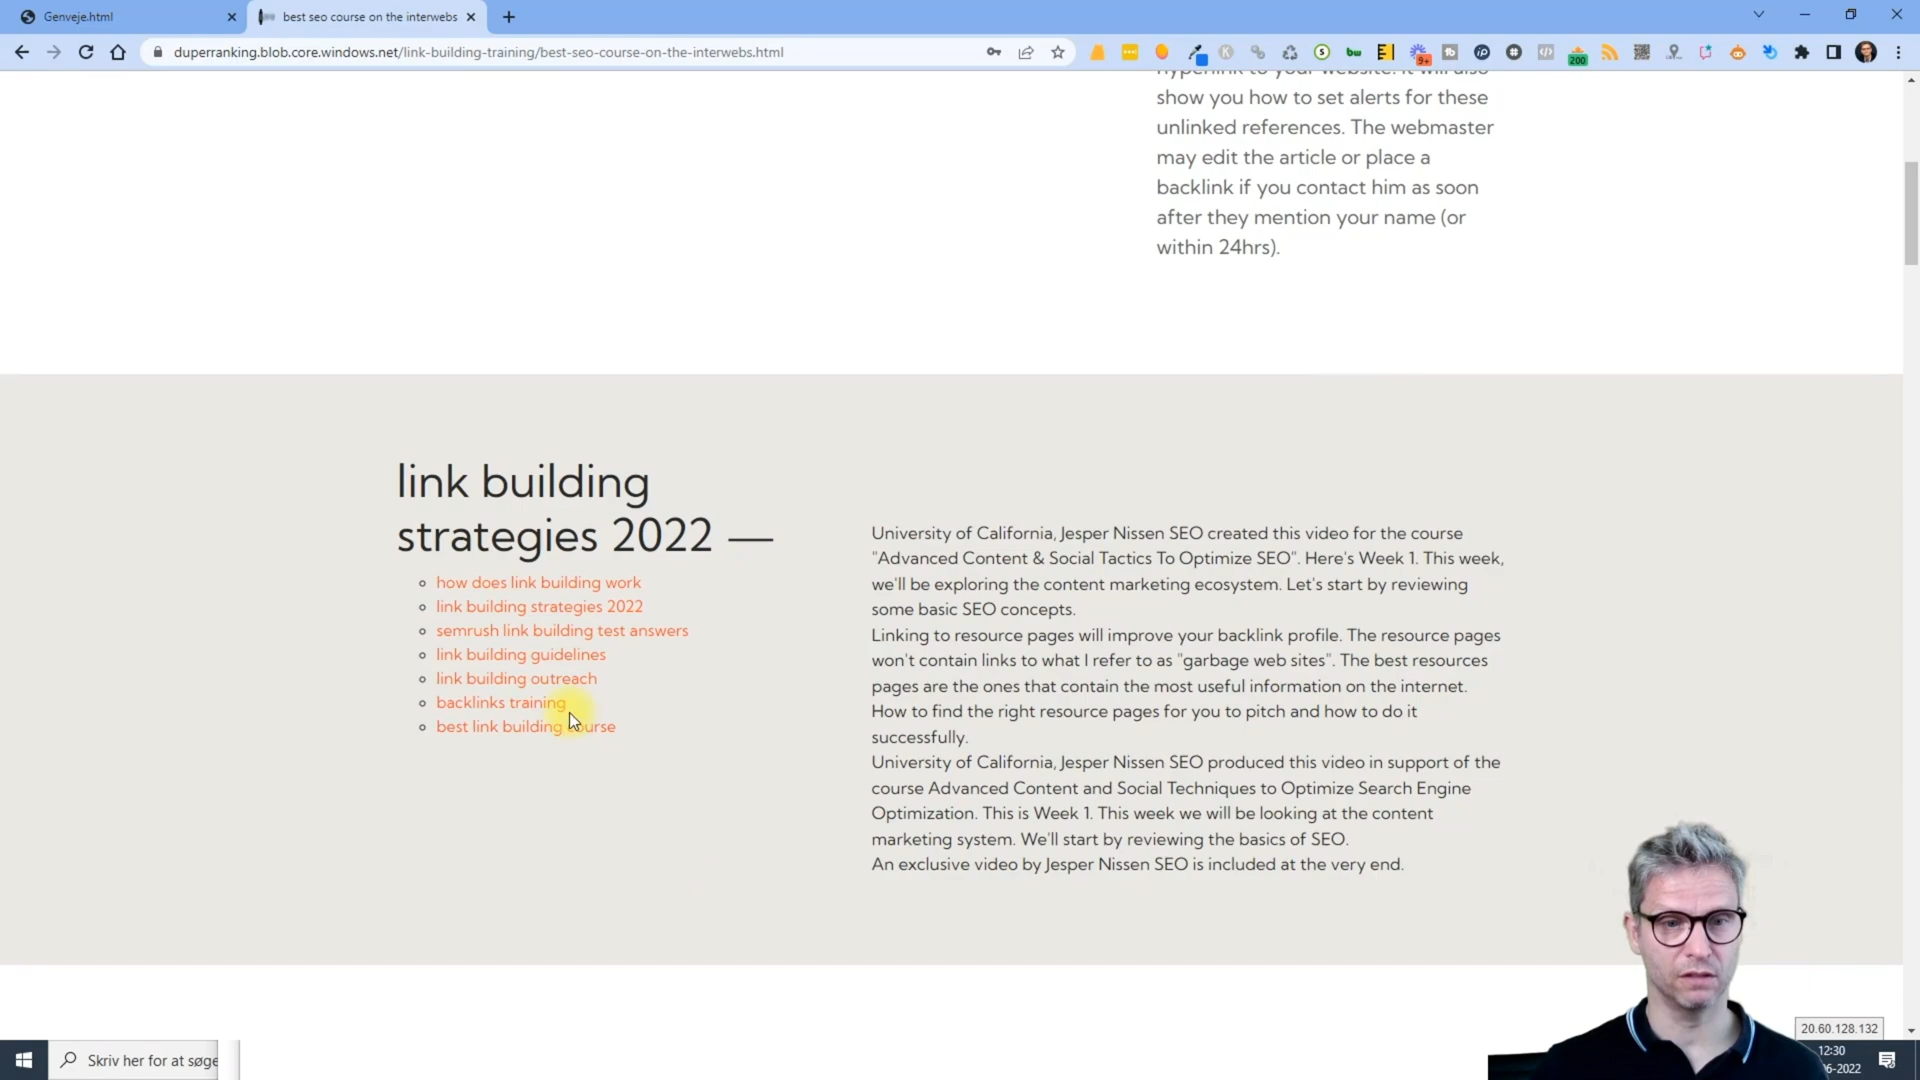 Genveje.html
best seo course on the interwebs
duperranking.blob.core.windows.net/link-building-training/best-seo-course-on-the-interwebs.html
9+
200
hyperlink to your website. It will also
show you how to set alerts for these
unlinked references. The webmaster
may edit the article or place a
backlink if you contact him as soon
after they mention your name (or
within 24hrs).
link building
strategies 2022 —
how does link building work
link building strategies 2022
semrush link building test answers
link building guidelines
link building outreach
backlinks training
best link building course
University of California, Jesper Nissen SEO created this video for the course
"Advanced Content & Social Tactics To Optimize SEO". Here's Week 1. This week,
we'll be exploring the content marketing ecosystem. Let's start by reviewing
some basic SEO concepts.
Linking to resource pages will improve your backlink profile. The resource pages
won't contain links to what I refer to as "garbage web sites". The best resources
pages are the ones that contain the most useful information on the internet.
How to find the right resource pages for you to pitch and how to do it
successfully.
University of California, Jesper Nissen SEO produced this video in support of the
course Advanced Content and Social Techniques to Optimize Search Engine
Optimization. This is Week 1. This week we will be looking at the content
marketing system. We'll start by reviewing the basics of SEO.
An exclusive video by Jesper Nissen SEO is included at the very end.
20.60.128.132
Skriv her for at søge
12:30
6-2022